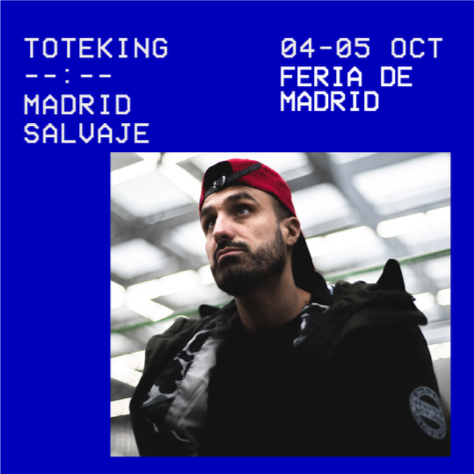 TOTEKING
--:--
MADRID
SALVAJE
04-05 OCT
FERIA DE
MADRID